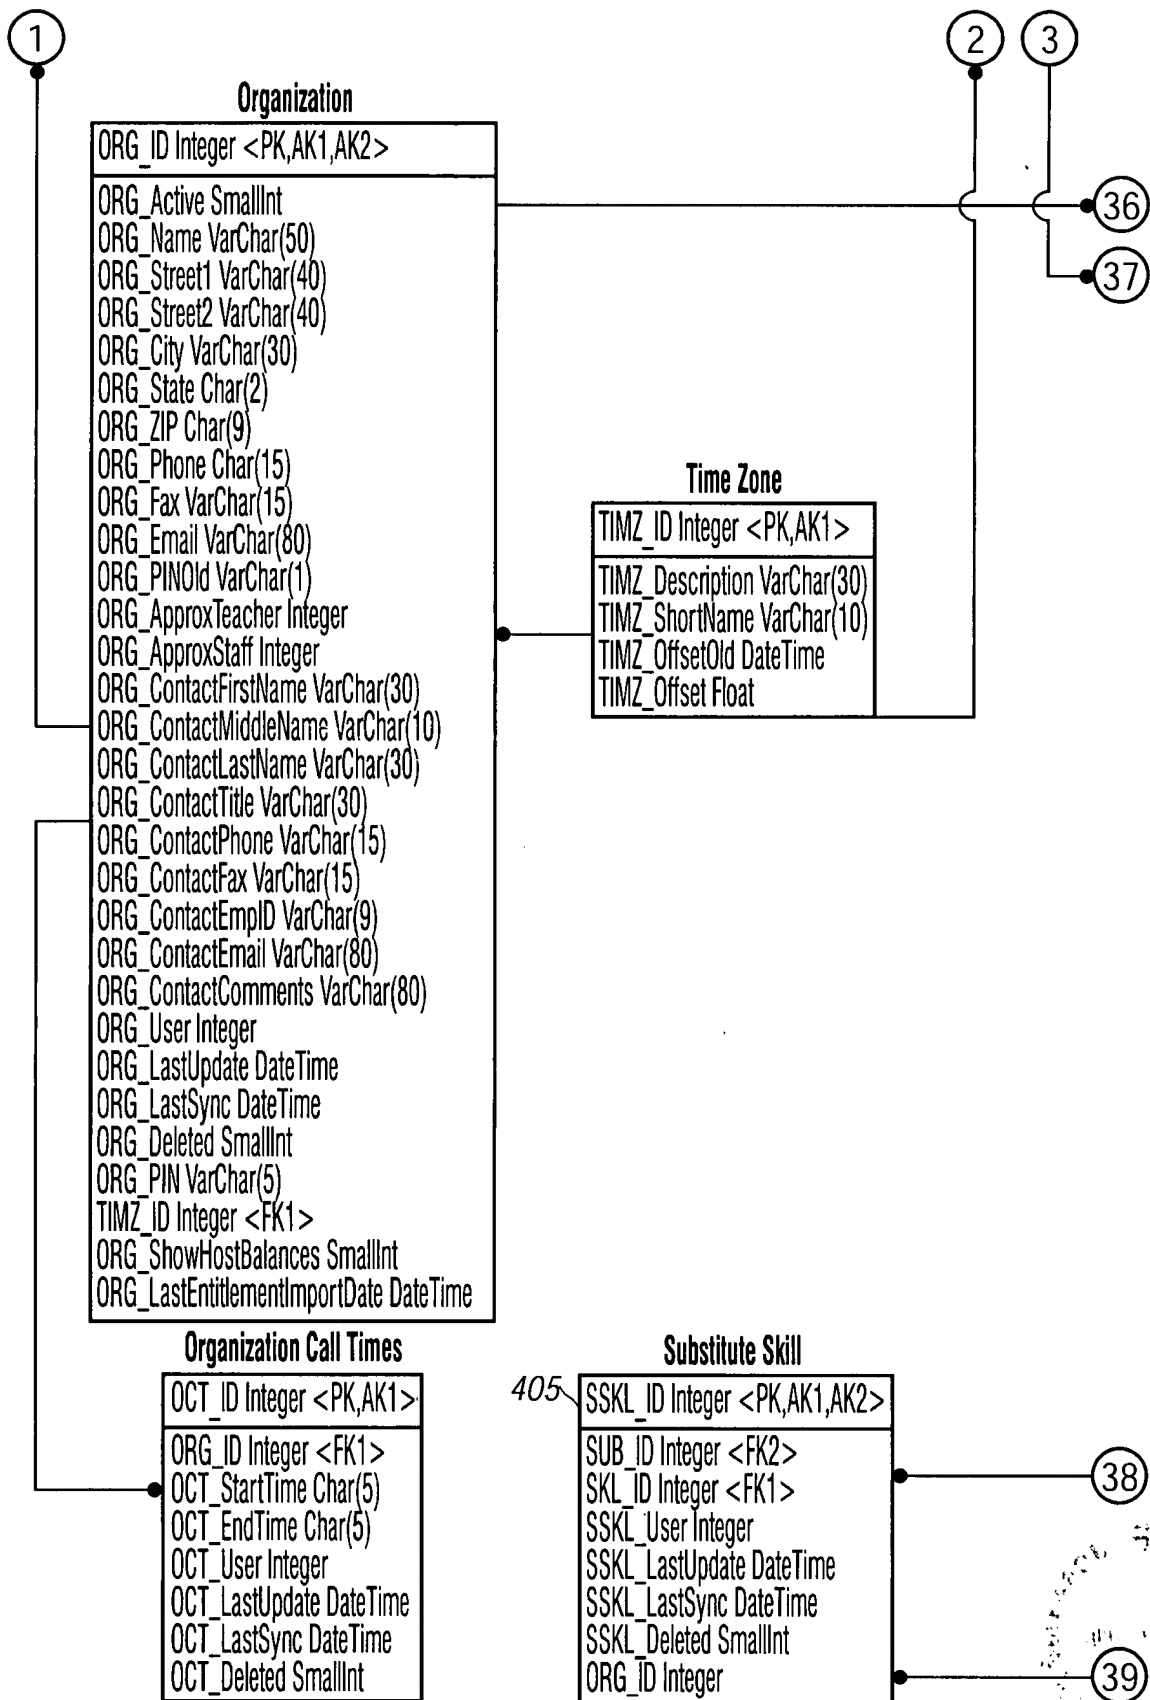 1
2
3
Organization
ORG_ID Integer <PK,AK1,AK2>
ORG_Active SmallInt
ORG_Name VarChar(50)
ORG_Street1 VarChar(40)
ORG_Street2 VarChar(40)
ORG_City VarChar(30)
ORG_State Char(2)
ORG_ZIP Char(9)
ORG_Phone Char(15)
ORG_Fax VarChar(15)
ORG_Email VarChar(80)
ORG_PINOld VarChar(1)
ORG_ApproxTeacher Integer
ORG_ApproxStaff Integer
ORG_ContactFirstName VarChar(30)
ORG_ContactMiddleName VarChar(10)
ORG_ContactLastName VarChar(30)
ORG_ContactTitle VarChar(30)
ORG_ContactPhone VarChar(15)
ORG_ContactFax VarChar(15)
ORG_ContactEmpID VarChar(9)
ORG_ContactEmail VarChar(80)
ORG_ContactComments VarChar(80)
ORG_User Integer
ORG_LastUpdate DateTime
ORG_LastSync DateTime
ORG_Deleted SmallInt
ORG_PIN VarChar(5)
TIMZ_ID Integer <FK1>
ORG_ShowHostBalances SmallInt
ORG_LastEntitlementImportDate DateTime
36
37
Time Zone
TIMZ_ID Integer <PK,AK1>
TIMZ_Description VarChar(30)
TIMZ_ShortName VarChar(10)
TIMZ_OffsetOld DateTime
TIMZ_Offset Float
Organization Call Times
OCT_ID Integer <PK,AK1>
ORG_ID Integer <FK1>
OCT_StartTime Char(5)
OCT_EndTime Char(5)
OCT_User Integer
OCT_LastUpdate DateTime
OCT_LastSync DateTime
OCT_Deleted SmallInt
Substitute Skill
405
SSKL_ID Integer <PK,AK1,AK2>
SUB_ID Integer <FK2>
SKL_ID Integer <FK1>
SSKL_User Integer
SSKL_LastUpdate DateTime
SSKL_LastSync DateTime
SSKL_Deleted SmallInt
ORG_ID Integer
38
39